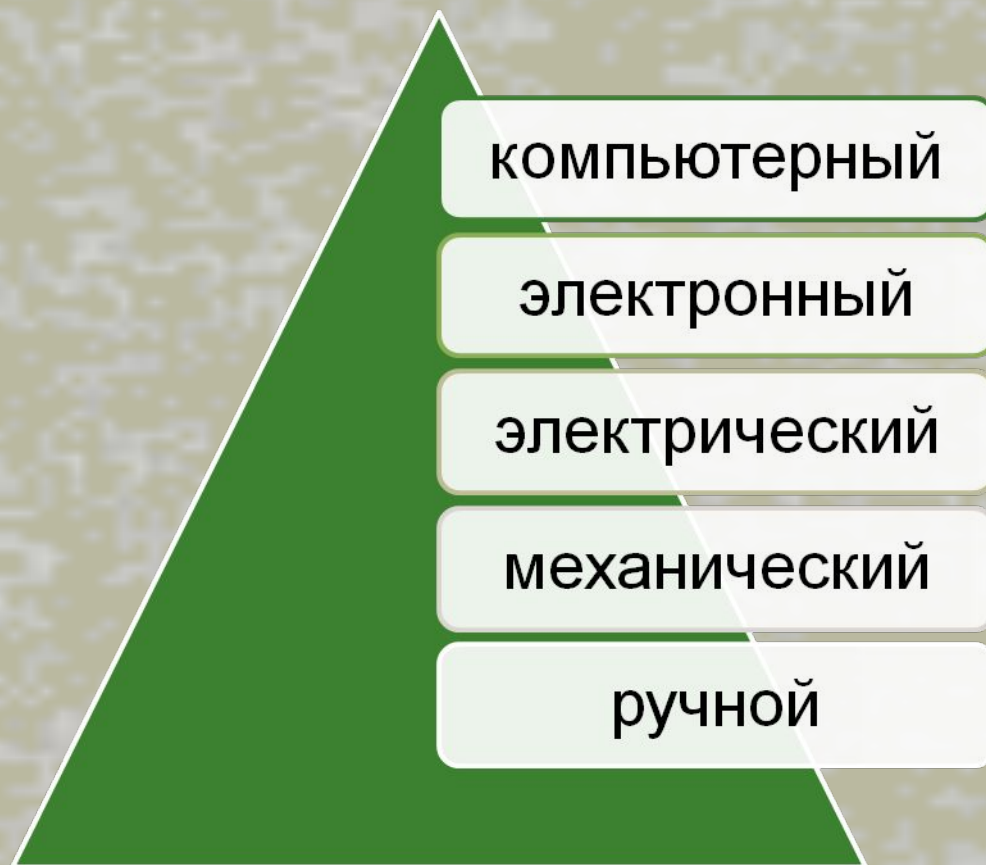 компьютерный
электронный
электрический
механический
ручной